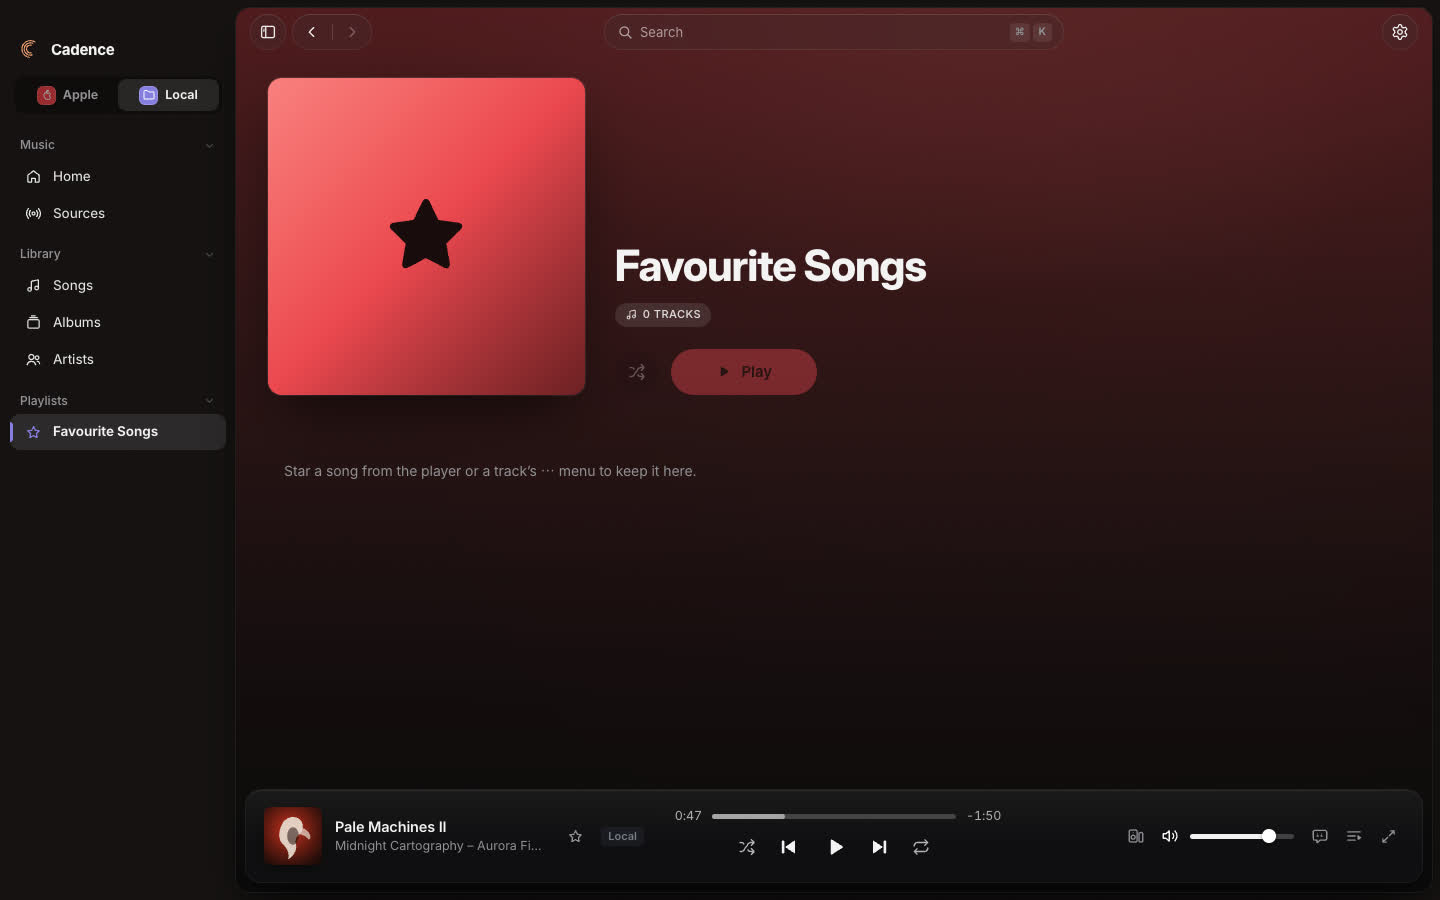 Cadence
Apple
Local
Music
Home
Sources
Library
Songs
Albums
Artists
Playlists
Favourite Songs
Search
⌘ K
Favourite Songs
0 TRACKS
Play
Star a song from the player or a track’s ··· menu to keep it here.
Pale Machines II
Midnight Cartography – Aurora Fi...
Local
0:47
-1:50